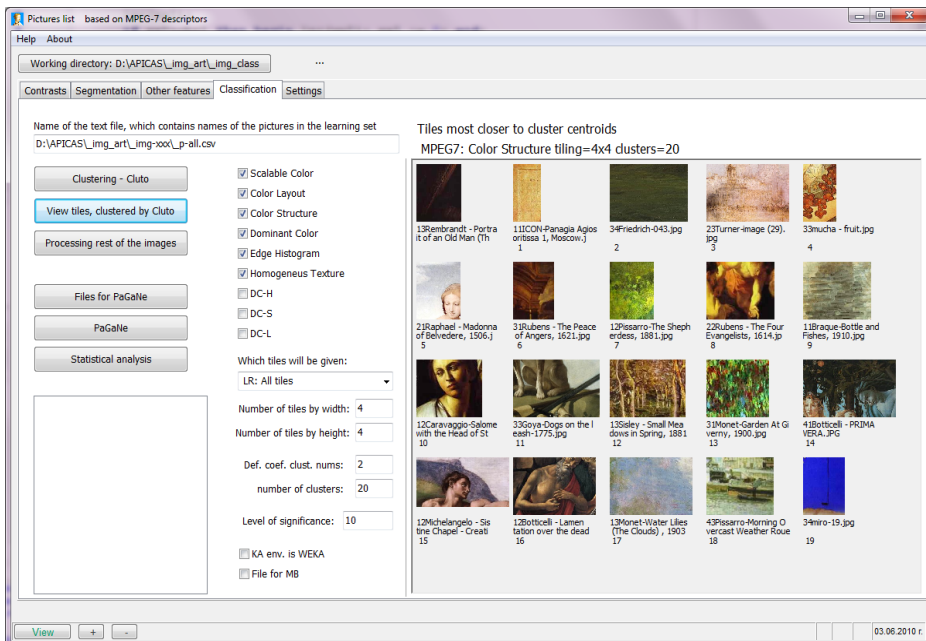 Pictures list based on MPEG-7 descriptors
Help About
Working directory: D:\APICAS\_img_art\_img_class ...
Contrasts Segmentation Other features Classification Settings
Name of the text file, which contains names of the pictures in the learning set
D:\APICAS\_img_art\_img-xxx\_p-all.csv
Clustering - Cluto
View tiles, clustered by Cluto
Processing rest of the images
Files for PaGaNe
PaGaNe
Statistical analysis
Scalable Color
Color Layout
Color Structure
Dominant Color
Edge Histogram
Homogeneus Texture
DC-H
DC-S
DC-L
Which tiles will be given:
LR: All tiles
Number of tiles by width: 4
Number of tiles by height: 4
Def. coef. clust. nums: 2
number of clusters: 20
Level of significance: 10
KA env. is WEKA
File for MB
Tiles most closer to cluster centroids
MPEG7: Color Structure tiling=4x4 clusters=20
13Rembrandt - Portra
it of an Old Man (Th
11ICON-Panagia Agios
oritissa 1, Moscow.j
1
34Friedrich-043.jpg
2
23Turner-image (29).
jpg
3
33mucha - fruit.jpg
4
21Raphael - Madonna
of Belvedere, 1506.j
5
31Rubens - The Peace
of Angers, 1621.jpg
6
12Pissarro-The Sheph
erdess, 1881.jpg
7
22Rubens - The Four
Evangelists, 1614.jp
8
11Braque-Bottle and
Fishes, 1910.jpg
9
12Caravaggio-Salome
with the Head of St
10
33Goya-Dogs on the l
eash-1775.jpg
11
13Sisley - Small Mea
dows in Spring, 1881
12
31Monet-Garden At Gi
verny, 1900.jpg
13
41Botticelli - PRIMA
VERA.JPG
14
12Michelangelo - Sis
tine Chapel - Creati
15
12Botticelli - Lamen
tation over the dead
16
13Monet-Water Lilies
(The Clouds) , 1903
17
43Pissarro-Morning O
vercast Weather Roue
18
34miro-19.jpg
19
View + -
03.06.2010 г.